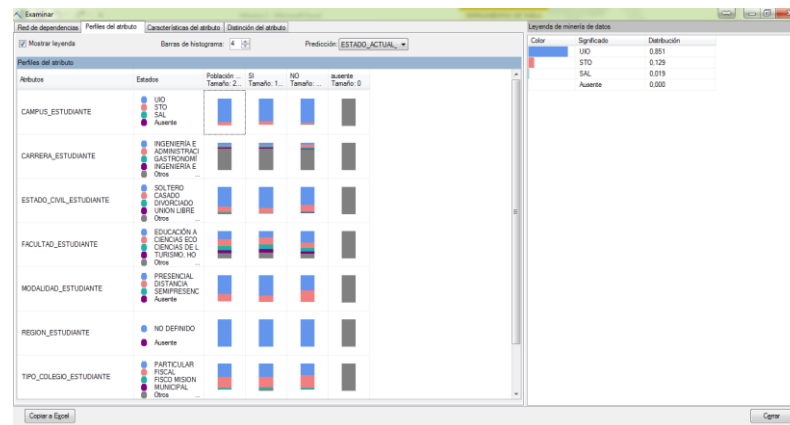 Examinar
Red de dependencias Perfiles del atributo Características del atributo Distinción del atributo
Mostrar leyenda Barras de histograma: 4 Predicción: ESTADO_ACTUAL_
Perfiles del atributo
Atributos Estados Población ... SI NO ausente
Tamaño: 2... Tamaño: 1... Tamaño: ... Tamaño: 0
CAMPUS_ESTUDIANTE
UIO
STO
SAL
Ausente
CARRERA_ESTUDIANTE
INGENIERÍA E
ADMINISTRACI
GASTRONOMÍ
INGENIERÍA E
Otros ...
ESTADO_CIVIL_ESTUDIANTE
SOLTERO
CASADO
DIVORCIADO
UNION LIBRE
Otros ...
FACULTAD_ESTUDIANTE
EDUCACIÓN A
CIENCIAS ECO
CIENCIAS DE L
TURISMO, HO
Otros ...
MODALIDAD_ESTUDIANTE
PRESENCIAL
DISTANCIA
SEMIPRESENC
Ausente
REGION_ESTUDIANTE
NO DEFINIDO
Ausente
TIPO_COLEGIO_ESTUDIANTE
PARTICULAR
FISCAL
FISCO MISION
MUNICIPAL
Otros ...
Copiar a Excel
Leyenda de minería de datos
Color Significado Distribución
UIO 0,851
STO 0,129
SAL 0,019
Ausente 0,000
Cerrar